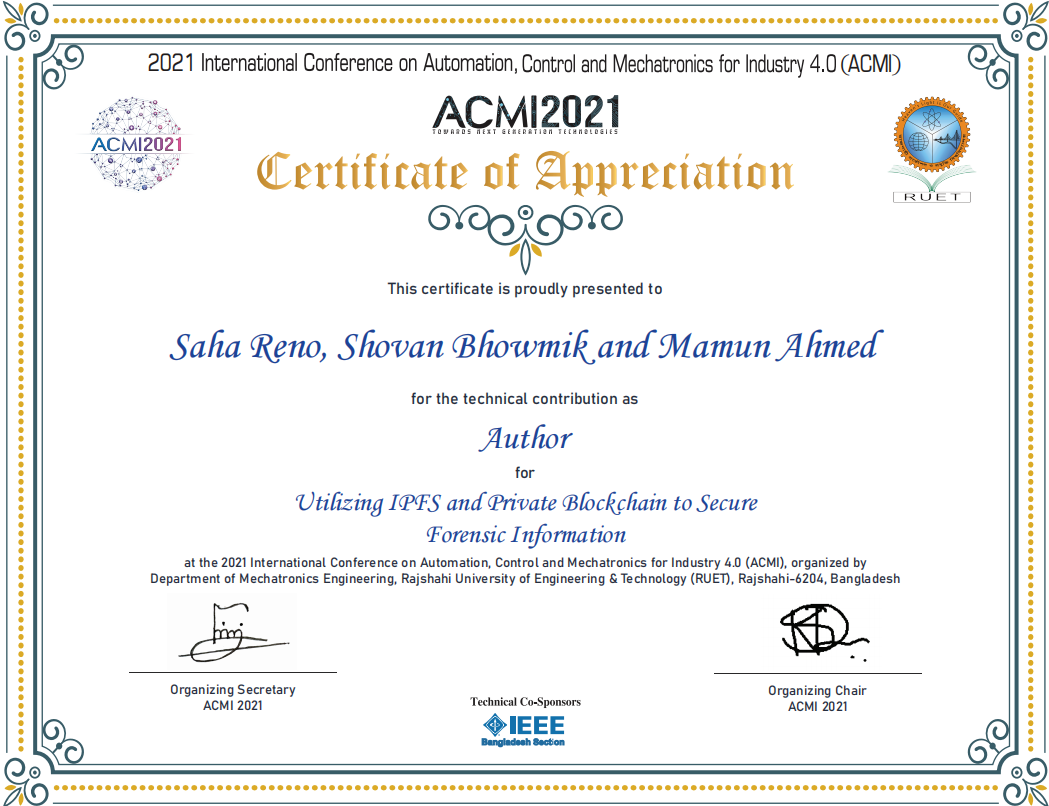 2021 International Conference on Automation, Control and Mechatronics for Industry 4.0 (ACMI)
ACMI2021
TOWARDS NEXT GENERATION TECHNOLOGIES
ACMI2021
RUET
Certificate of Appreciation
This certificate is proudly presented to
Saha Reno, Shovan Bhowmik and Mamun Ahmed
for the technical contribution as
Author
for
Utilizing IPFS and Private Blockchain to Secure
Forensic Information
at the 2021 International Conference on Automation, Control and Mechatronics for Industry 4.0 (ACMI), organized by
Department of Mechatronics Engineering, Rajshahi University of Engineering & Technology (RUET), Rajshahi-6204, Bangladesh
Organizing Secretary
ACMI 2021
Organizing Chair
ACMI 2021
Technical Co-Sponsors
IEEE
Bangladesh Section